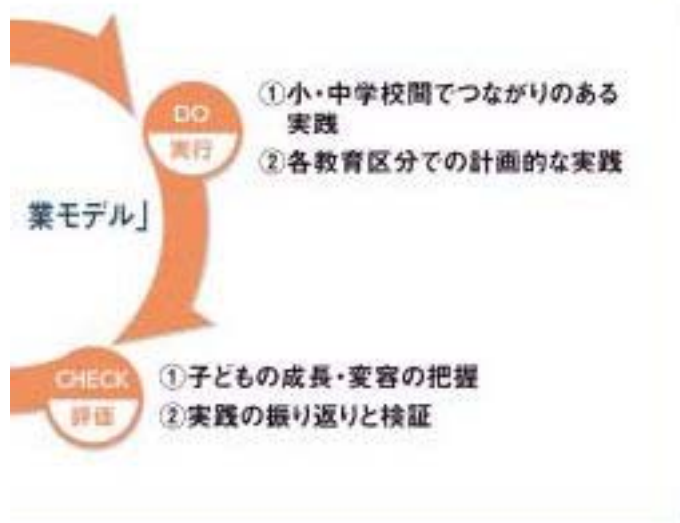 DO
実行
①小・中学校間でつながりのある
実践
②各教育区分での計画的な実践
業モデル」
CHECK
評価
①子どもの成長・変容の把握
②実践の振り返りと検証